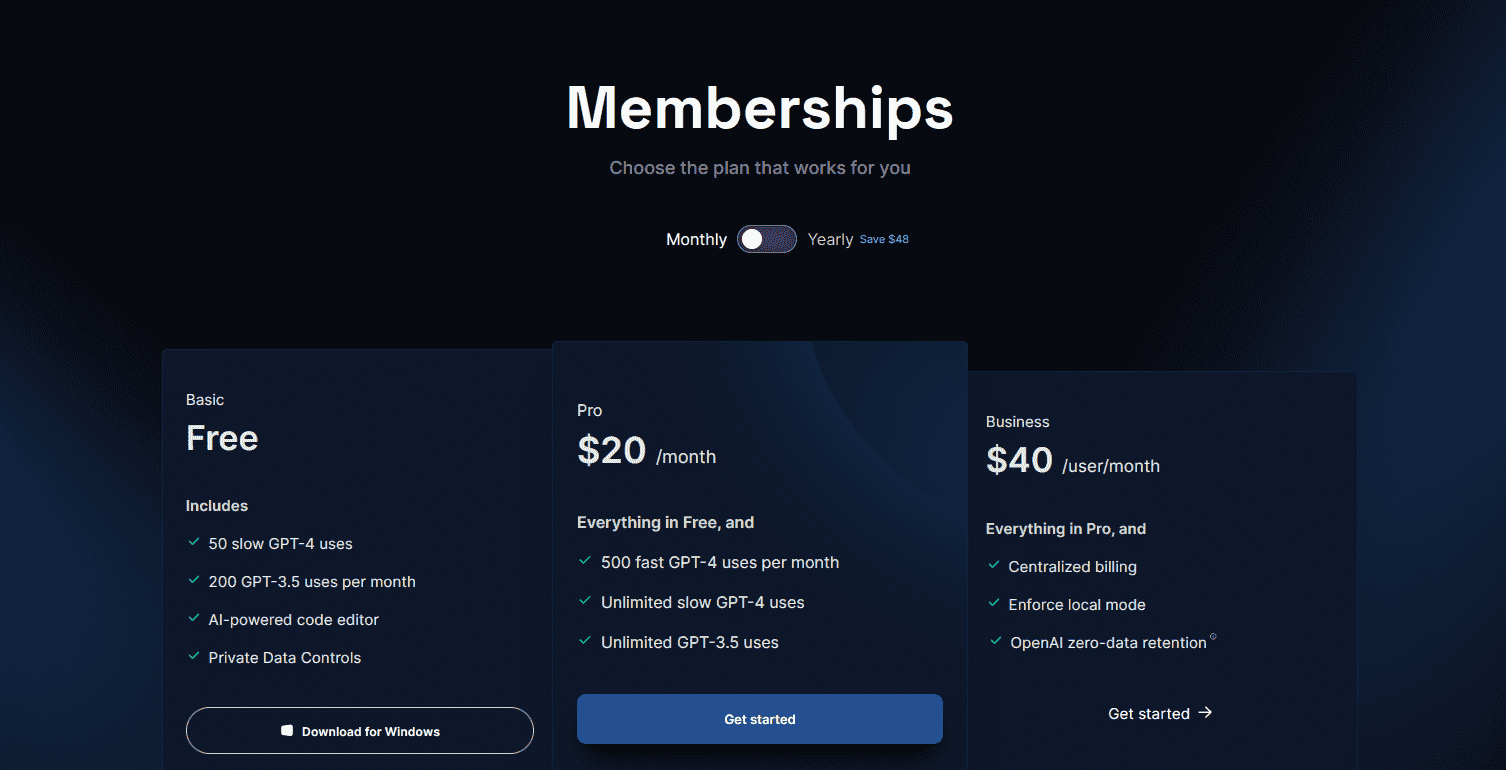 Memberships
Choose the plan that works for you
Monthly Yearly Save $48
Basic
Free
Includes
50 slow GPT-4 uses
200 GPT-3.5 uses per month
AI-powered code editor
Private Data Controls
Download for Windows
Pro
$20 /month
Everything in Free, and
500 fast GPT-4 uses per month
Unlimited slow GPT-4 uses
Unlimited GPT-3.5 uses
Get started
Business
$40 /user/month
Everything in Pro, and
Centralized billing
Enforce local mode
OpenAI zero-data retention
Get started →